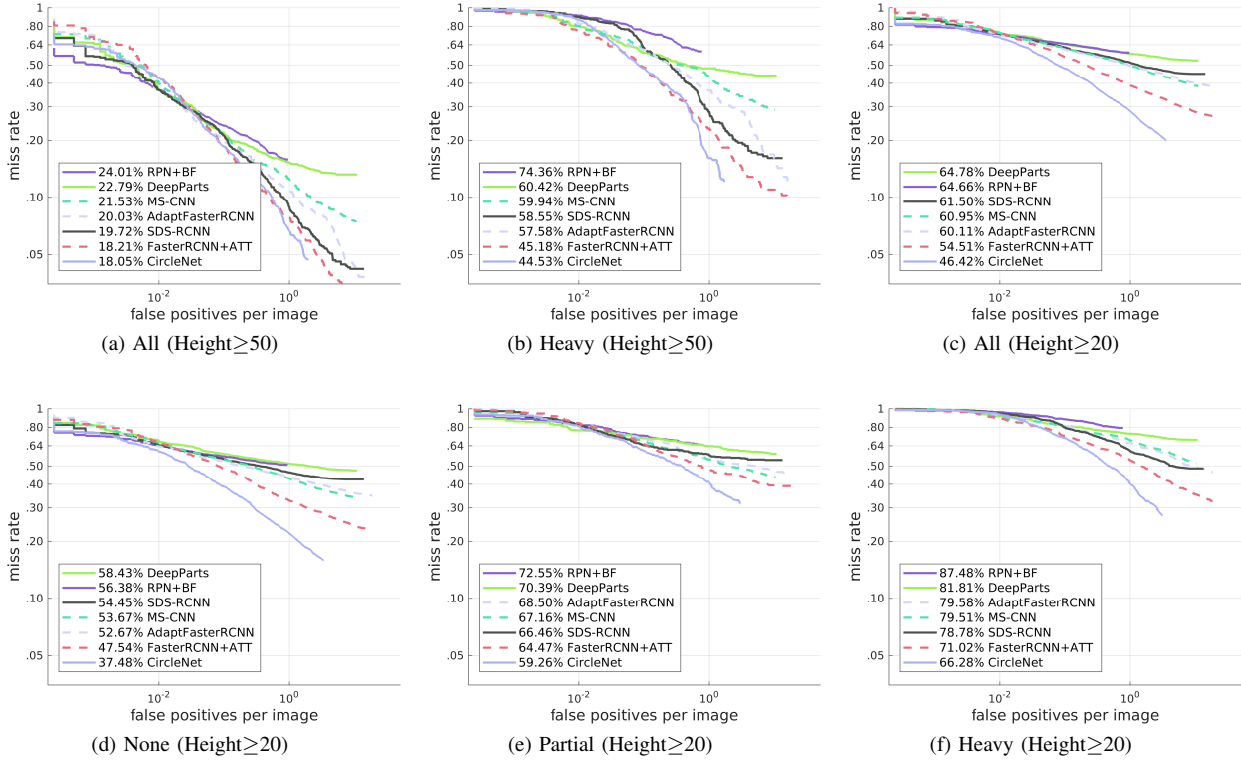 1
.80
.64
.50
.40
.30
.20
.10
.05
miss rate
24.01% RPN+BF
22.79% DeepParts
21.53% MS-CNN
20.03% AdaptFasterRCNN
19.72% SDS-RCNN
18.21% FasterRCNN+ATT
18.05% CircleNet
10-2
100
false positives per image
(a) All (Height≥50)
1
.80
.64
.50
.40
.30
.20
.10
.05
miss rate
74.36% RPN+BF
60.42% DeepParts
59.94% MS-CNN
58.55% SDS-RCNN
57.58% AdaptFasterRCNN
45.18% FasterRCNN+ATT
44.53% CircleNet
10-2
100
false positives per image
(b) Heavy (Height≥50)
1
.80
.64
.50
.40
.30
.20
.10
.05
miss rate
64.78% DeepParts
64.66% RPN+BF
61.50% SDS-RCNN
60.95% MS-CNN
60.11% AdaptFasterRCNN
54.51% FasterRCNN+ATT
46.42% CircleNet
10-2
100
false positives per image
(c) All (Height≥20)
1
.80
.64
.50
.40
.30
.20
.10
.05
miss rate
58.43% DeepParts
56.38% RPN+BF
54.45% SDS-RCNN
53.67% MS-CNN
52.67% AdaptFasterRCNN
47.54% FasterRCNN+ATT
37.48% CircleNet
10-2
100
false positives per image
(d) None (Height≥20)
1
.80
.64
.50
.40
.30
.20
.10
.05
miss rate
72.55% RPN+BF
70.39% DeepParts
68.50% AdaptFasterRCNN
67.16% MS-CNN
66.46% SDS-RCNN
64.47% FasterRCNN+ATT
59.26% CircleNet
10-2
100
false positives per image
(e) Partial (Height≥20)
1
.80
.64
.50
.40
.30
.20
.10
.05
miss rate
87.48% RPN+BF
81.81% DeepParts
79.58% AdaptFasterRCNN
79.51% MS-CNN
78.78% SDS-RCNN
71.02% FasterRCNN+ATT
66.28% CircleNet
10-2
100
false positives per image
(f) Heavy (Height≥20)